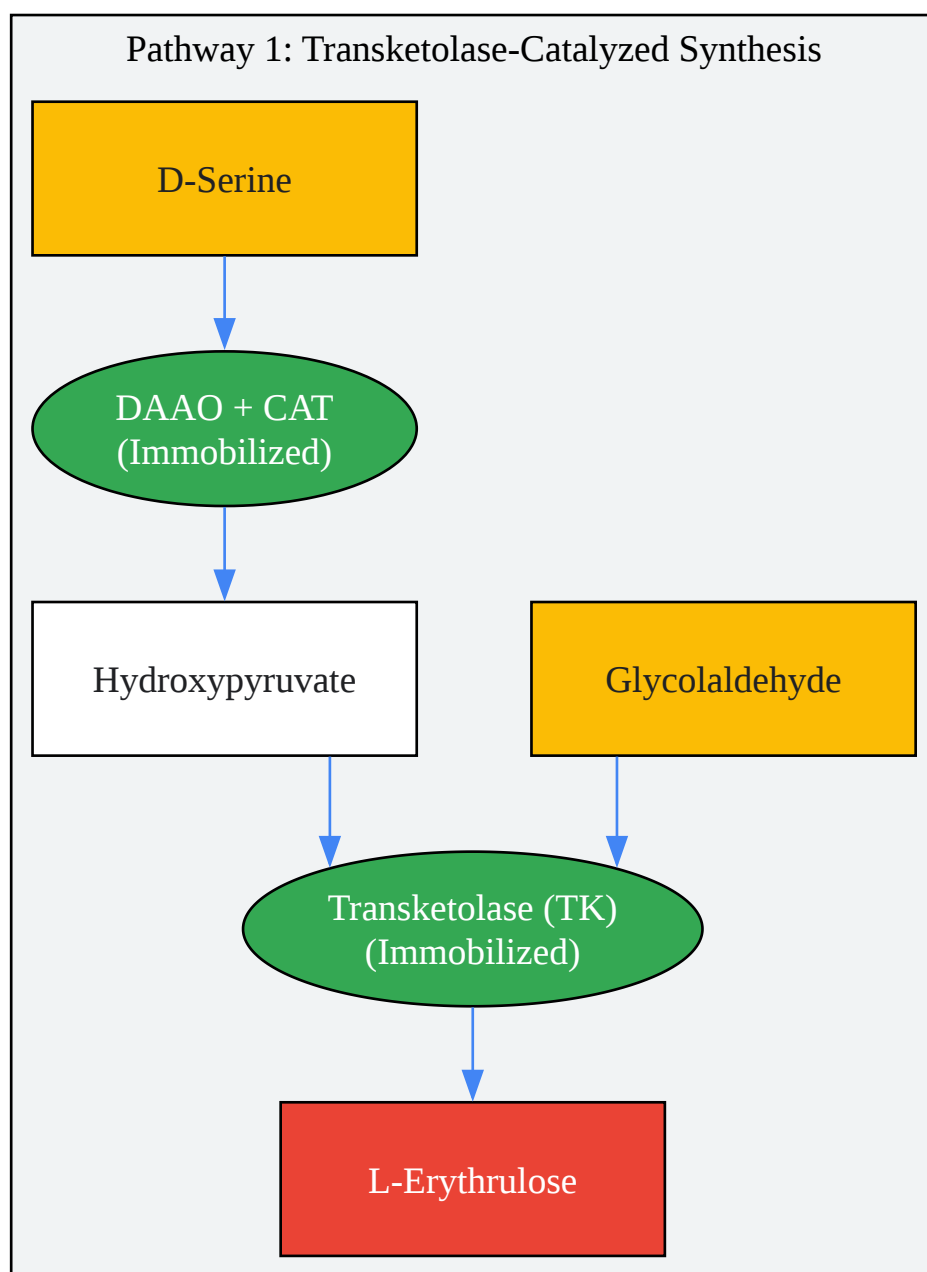 Pathway 1: Transketolase-Catalyzed Synthesis
D-Serine
DAAO + CAT
(Immobilized)
Hydroxypyruvate
Glycolaldehyde
Transketolase (TK)
(Immobilized)
L-Erythrulose